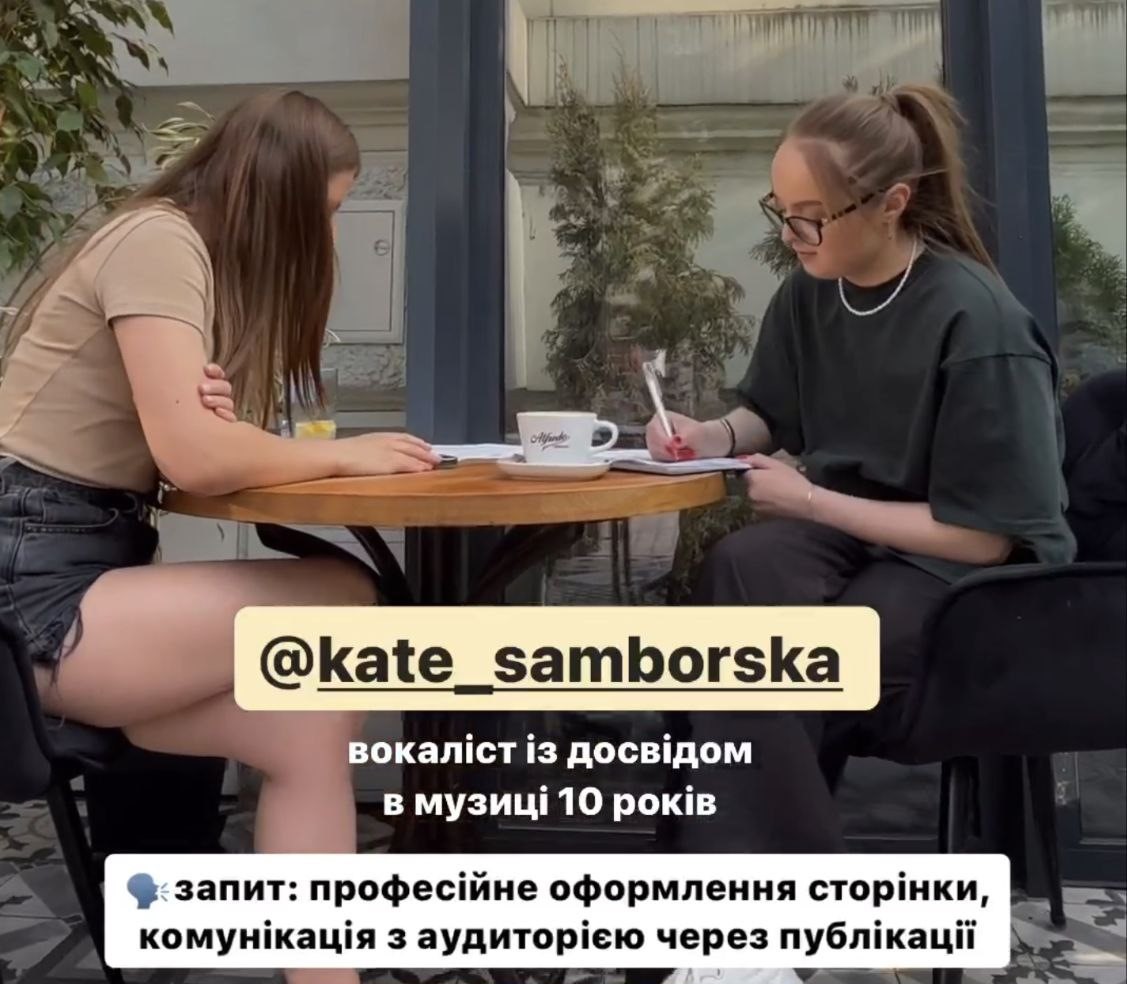 Alfredo
@kate_samborska
вокаліст із досвідом
в музиці 10 років
🗣️запит: професійне оформлення сторінки,
комунікація з аудиторією через публікації